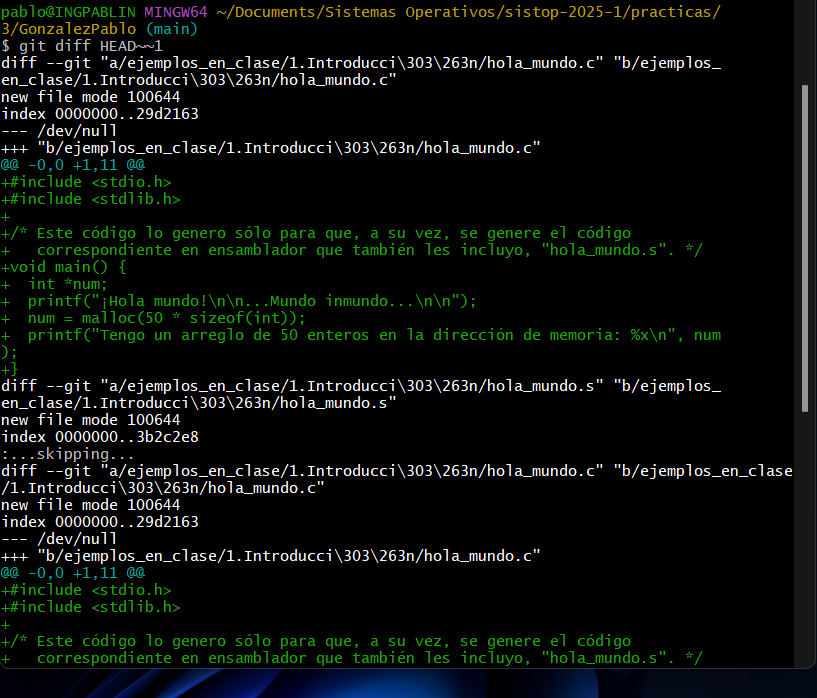 pablo@INGPABLIN MINGW64 ~/Documents/Sistemas Operativos/sistop-2025-1/practicas/
3/GonzalezPablo (main)
$ git diff HEAD~~1
diff --git "a/ejemplos_en_clase/1.Introducci\303\263n/hola_mundo.c" "b/ejemplos_
en_clase/1.Introducci\303\263n/hola_mundo.c"
new file mode 100644
index 0000000..29d2163
--- /dev/null
+++ "b/ejemplos_en_clase/1.Introducci\303\263n/hola_mundo.c"
@@ -0,0 +1,11 @@
+#include <stdio.h>
+#include <stdlib.h>
+
+/* Este código lo genero sólo para que, a su vez, se genere el código
+   correspondiente en ensamblador que también les incluyo, "hola_mundo.s". */
+void main() {
+  int *num;
+  printf("¡Hola mundo!\n\n...Mundo inmundo...\n\n");
+  num = malloc(50 * sizeof(int));
+  printf("Tengo un arreglo de 50 enteros en la dirección de memoria: %x\n", num
);
+}
diff --git "a/ejemplos_en_clase/1.Introducci\303\263n/hola_mundo.s" "b/ejemplos_
en_clase/1.Introducci\303\263n/hola_mundo.s"
new file mode 100644
index 0000000..3b2c2e8
:...skipping...
diff --git "a/ejemplos_en_clase/1.Introducci\303\263n/hola_mundo.c" "b/ejemplos_en_clase
/1.Introducci\303\263n/hola_mundo.c"
new file mode 100644
index 0000000..29d2163
--- /dev/null
+++ "b/ejemplos_en_clase/1.Introducci\303\263n/hola_mundo.c"
@@ -0,0 +1,11 @@
+#include <stdio.h>
+#include <stdlib.h>
+
+/* Este código lo genero sólo para que, a su vez, se genere el código
+   correspondiente en ensamblador que también les incluyo, "hola_mundo.s". */